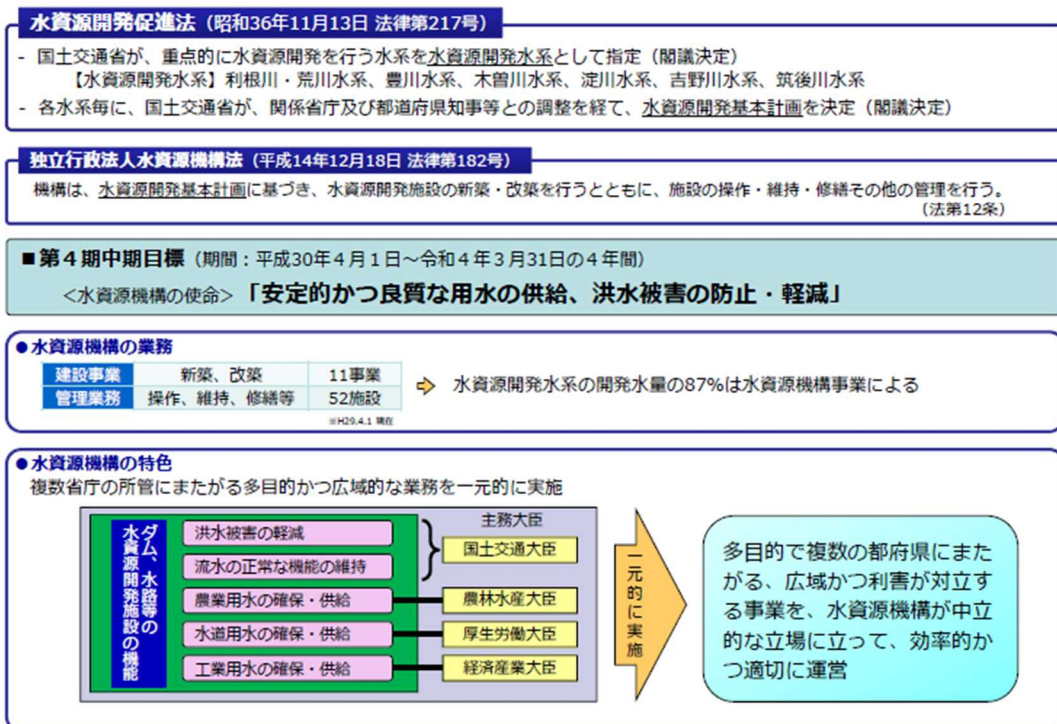 水資源開発促進法（昭和36年11月13日 法律第217号）
- 国土交通省が、重点的に水資源開発を行う水系を水資源開発水系として指定（閣議決定）
【水資源開発水系】利根川・荒川水系、豊川水系、木曽川水系、淀川水系、吉野川水系、筑後川水系
- 各水系毎に、国土交通省が、関係省庁及び都道府県知事等との調整を経て、水資源開発基本計画を決定（閣議決定）
独立行政法人水資源機構法（平成14年12月18日 法律第182号）
機構は、水資源開発基本計画に基づき、水資源開発施設の新築・改築を行うとともに、施設の操作・維持・修繕その他の管理を行う。
（法第12条）
■第４期中期目標（期間：平成30年４月１日～令和４年３月31日の４年間）
＜水資源機構の使命＞「安定的かつ良質な用水の供給、洪水被害の防止・軽減」
●水資源機構の業務
建設事業 新築、改築 11事業
管理業務 操作、維持、修繕等 52施設
※H29.4.1 現在
水資源開発水系の開発水量の87%は水資源機構事業による
●水資源機構の特色
複数省庁の所管にまたがる多目的かつ広域的な業務を一元的に実施
ダム、水路等の
水資源開発施設の機能
洪水被害の軽減
流水の正常な機能の維持
農業用水の確保・供給
水道用水の確保・供給
工業用水の確保・供給
主務大臣
国土交通大臣
農林水産大臣
厚生労働大臣
経済産業大臣
一元的に実施
多目的で複数の都府県にまた
がる、広域かつ利害が対立す
る事業を、水資源機構が中立
的な立場に立って、効率的か
つ適切に運営